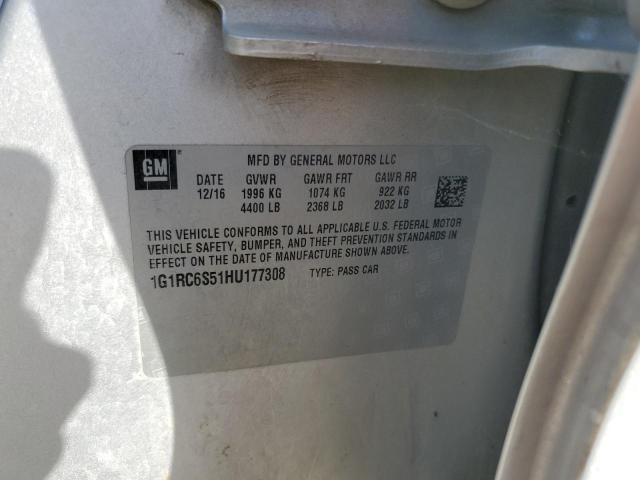 GM
MFD BY GENERAL MOTORS LLC
DATE GVWR GAWR FRT GAWR RR
12/16 1996 KG 1074 KG 922 KG
4400 LB 2368 LB 2032 LB
THIS VEHICLE CONFORMS TO ALL APPLICABLE U.S. FEDERAL MOTOR
VEHICLE SAFETY, BUMPER, AND THEFT PREVENTION STANDARDS IN
EFFECT ON THE DATE OF MANUFACTURE SHOWN ABOVE.
1G1RC6S51HU177308 TYPE: PASS CAR